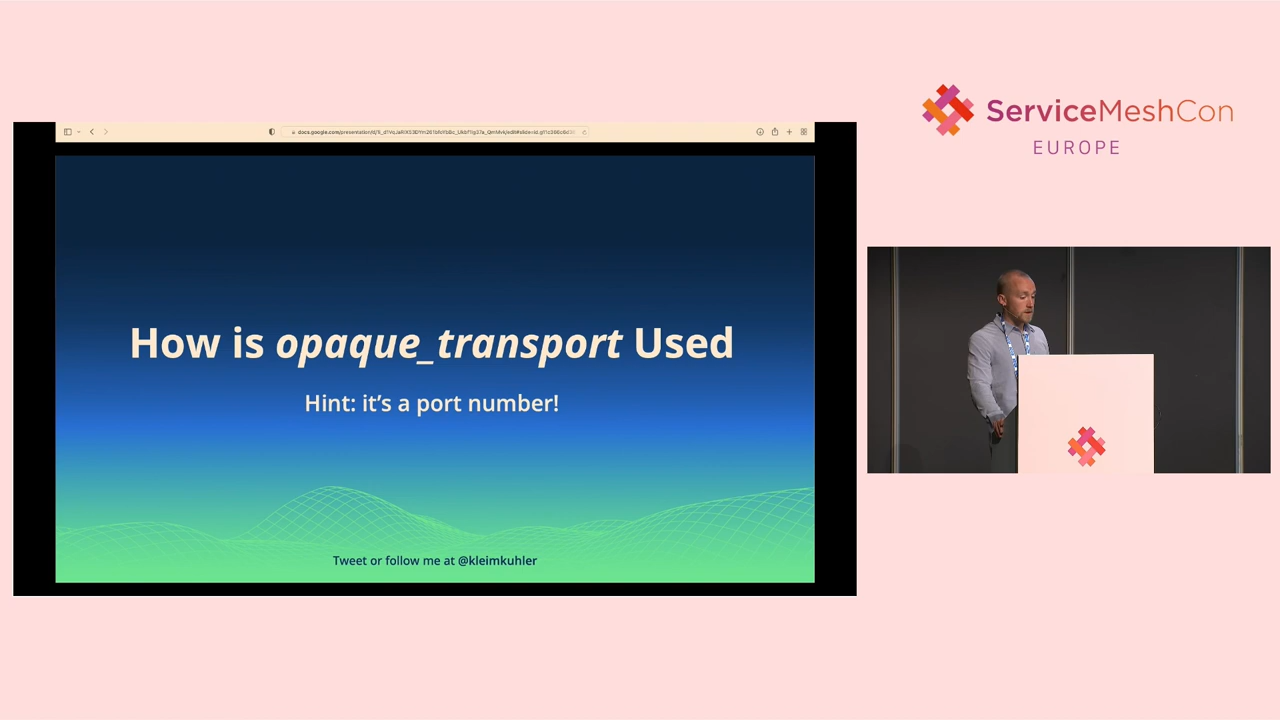 ServiceMeshCon
EUROPE
How is opaque_transport Used
Hint: it's a port number!
Tweet or follow me at @kleimkuhler